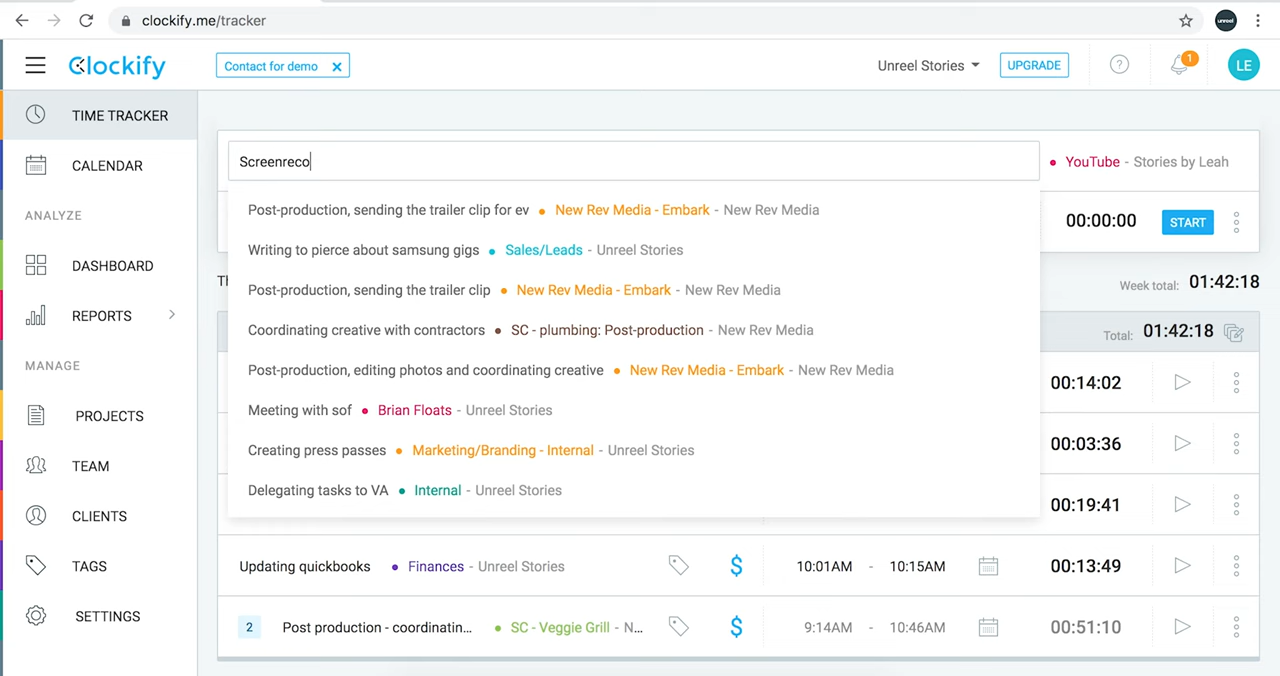 clockify.me/tracker
unreel
Clockify
Contact for demo x
Unreel Stories
UPGRADE
?
1
LE
TIME TRACKER
CALENDAR
ANALYZE
DASHBOARD
REPORTS
MANAGE
PROJECTS
TEAM
CLIENTS
TAGS
SETTINGS
Screenreco
• YouTube - Stories by Leah
00:00:00 START
Post-production, sending the trailer clip for ev • New Rev Media - Embark - New Rev Media
Writing to pierce about samsung gigs • Sales/Leads - Unreel Stories
Post-production, sending the trailer clip • New Rev Media - Embark - New Rev Media
Coordinating creative with contractors • SC - plumbing: Post-production - New Rev Media
Post-production, editing photos and coordinating creative • New Rev Media - Embark - New Rev Media
Meeting with sof • Brian Floats - Unreel Stories
Creating press passes • Marketing/Branding - Internal - Unreel Stories
Delegating tasks to VA • Internal - Unreel Stories
Week total: 01:42:18
Total: 01:42:18
00:14:02
00:03:36
00:19:41
Updating quickbooks • Finances - Unreel Stories $ 10:01AM - 10:15AM 00:13:49
2 Post production - coordinatin... • SC - Veggie Grill - N... $ 9:14AM - 10:46AM 00:51:10